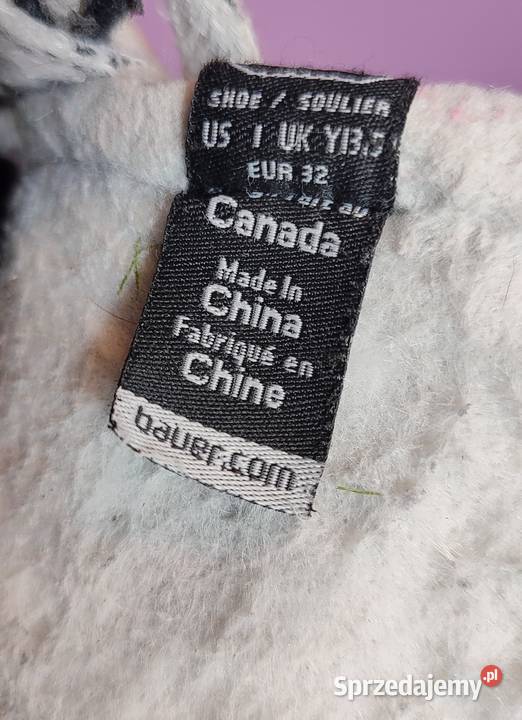 SHOE / SOULIER
US 1 UK Y13.5
EUR 32
Canada
Made In
China
Fabriqué en
Chine
bauer.com
Sprzedajemy.pl